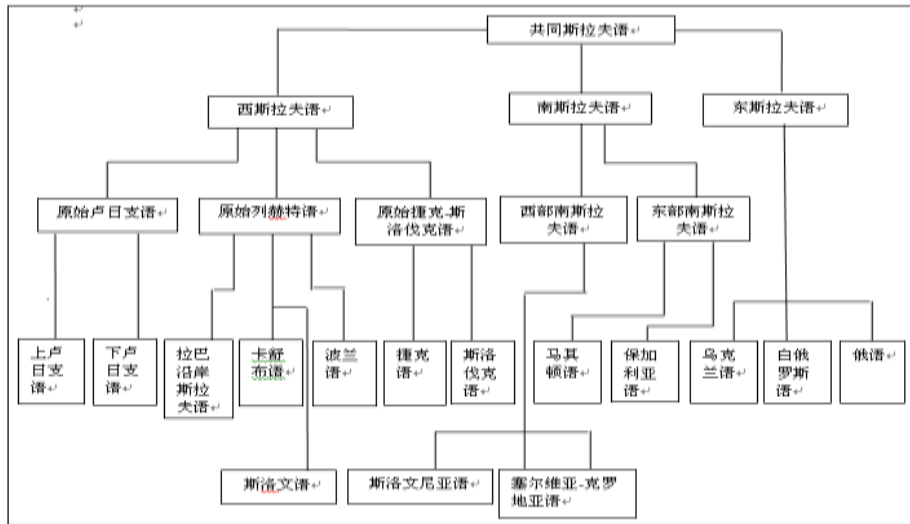 共同斯拉夫语
西斯拉夫语
南斯拉夫语
东斯拉夫语
原始卢日支语
原始列赫特语
原始捷克-斯
洛伐克语
西部南斯拉
夫语
东部南斯拉
夫语
上卢
日支
语
下卢
日支
语
拉巴
沿岸
斯拉
夫语
卡舒
布语
波兰
语
捷克
语
斯洛
伐克
语
马其
顿语
保加
利亚
语
乌克
兰语
白俄
罗斯
语
俄语
斯洛文语
斯洛文尼亚语
塞尔维亚-克罗
地亚语